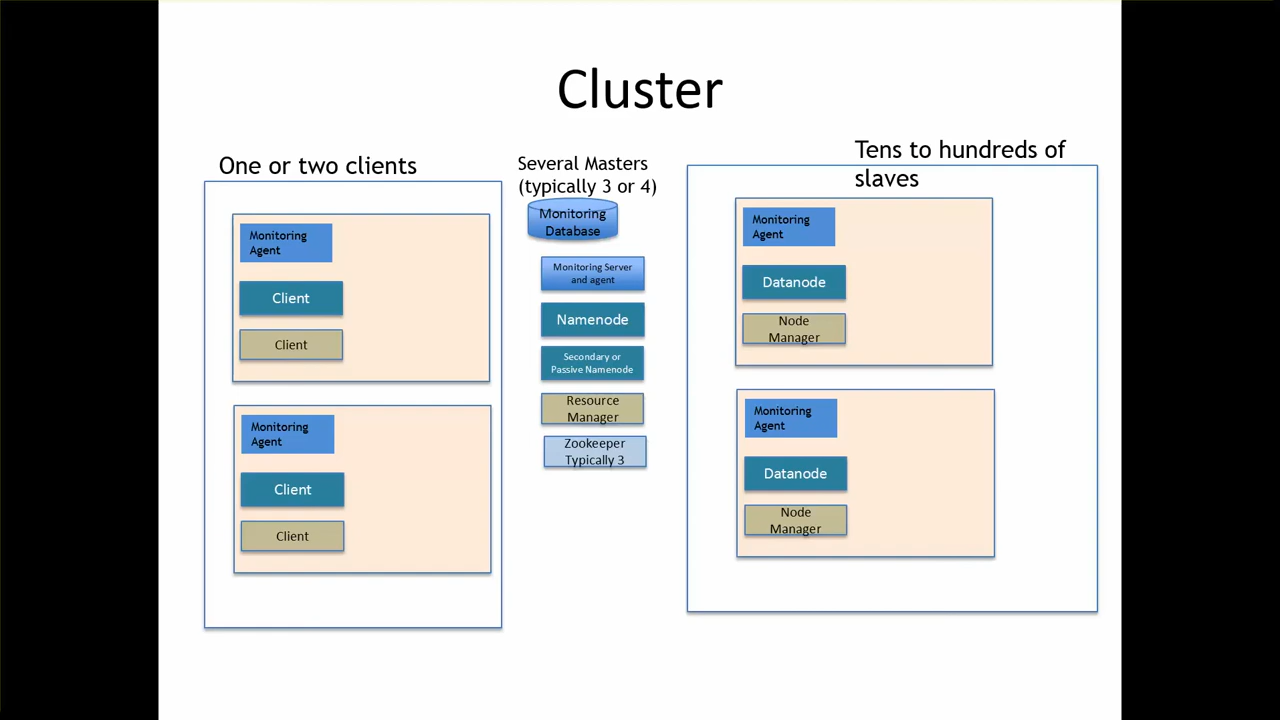 Cluster
One or two clients
Monitoring
Agent
Client
Client
Monitoring
Agent
Client
Client
Several Masters
(typically 3 or 4)
Monitoring
Database
Monitoring Server
and agent
Namenode
Secondary or
Passive Namenode
Resource
Manager
Zookeeper
Typically 3
Tens to hundreds of
slaves
Monitoring
Agent
Datanode
Node
Manager
Monitoring
Agent
Datanode
Node
Manager